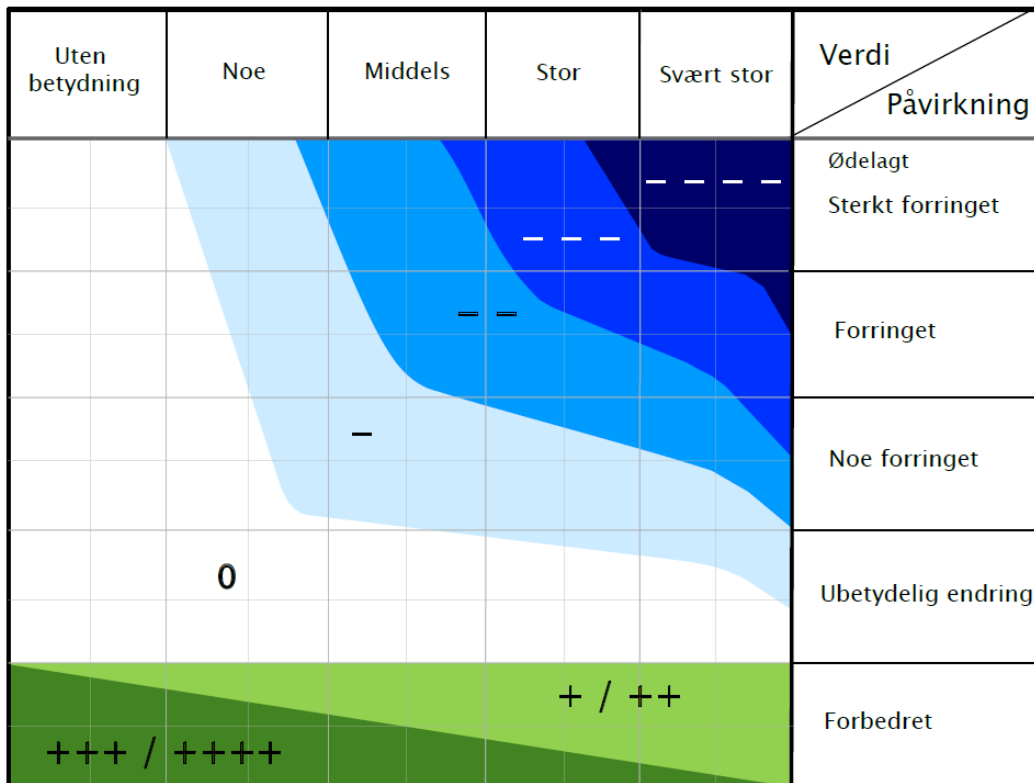 Uten
betydning
Noe
Middels
Stor
Svært stor
Verdi
Påvirkning
Ødelagt
Sterkt forringet
– – – –
– – –
– –
Forringet
–
Noe forringet
0
Ubetydelig endring
+ / ++
Forbedret
+++ / ++++